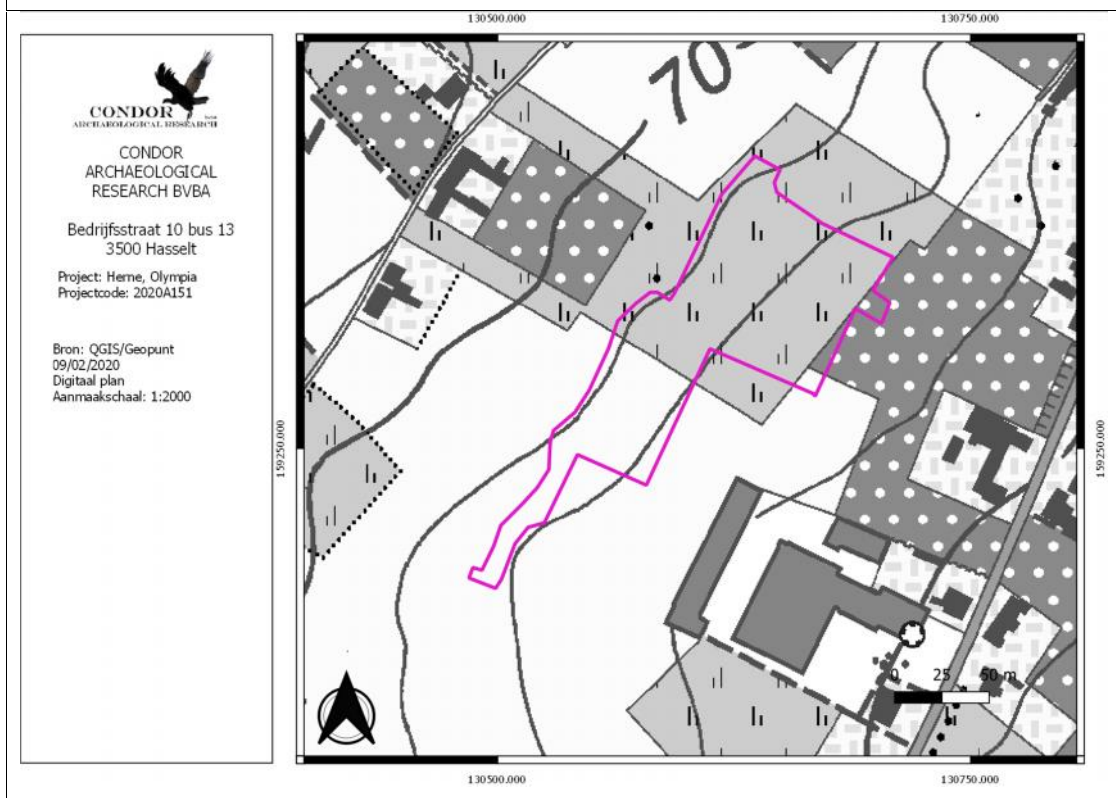 130500.000
130750.000
CONDOR
ARCHAEOLOGICAL RESEARCH
CONDOR
ARCHAEOLOGICAL
RESEARCH BVBA
Bedrijfsstraat 10 bus 13
3500 Hasselt
Project: Herne, Olympia
Projectcode: 2020A151
Bron: QGIS/Geopunt
09/02/2020
Digitaal plan
Aanmaakschaal: 1:2000
70
159250.000
159250.000
0 25 50 m
130500.000
130750.000